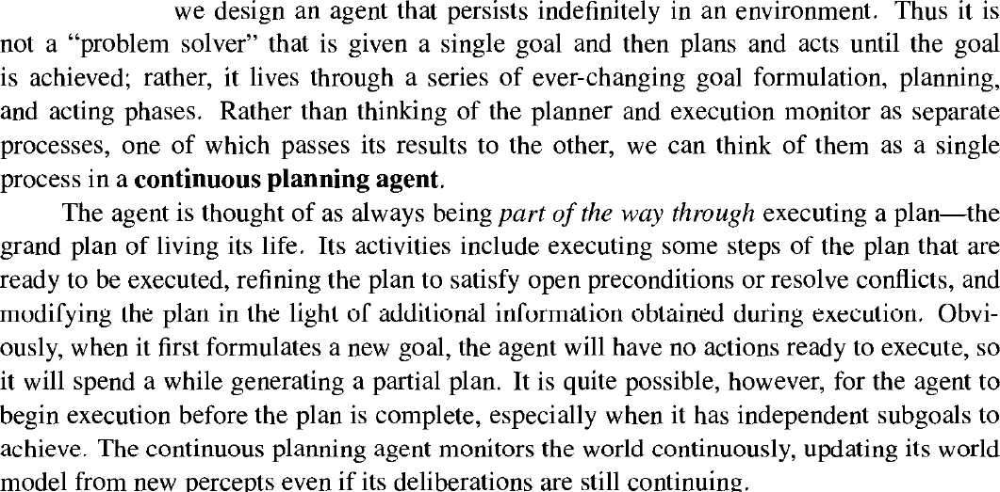 we design an agent that persists indefinitely in an environment. Thus it is
not a “problem solver” that is given a single goal and then plans and acts until the goal
is achieved; rather, it lives through a series of ever-changing goal formulation, planning,
and acting phases. Rather than thinking of the planner and execution monitor as separate
processes, one of which passes its results to the other, we can think of them as a single
process in a continuous planning agent.
The agent is thought of as always being part of the way through executing a plan—the
grand plan of living its life. Its activities include executing some steps of the plan that are
ready to be executed, refining the plan to satisfy open preconditions or resolve conflicts, and
modifying the plan in the light of additional information obtained during execution. Obvi-
ously, when it first formulates a new goal, the agent will have no actions ready to execute, so
it will spend a while generating a partial plan. It is quite possible, however, for the agent to
begin execution before the plan is complete, especially when it has independent subgoals to
achieve. The continuous planning agent monitors the world continuously, updating its world
model from new percepts even if its deliberations are still continuing.